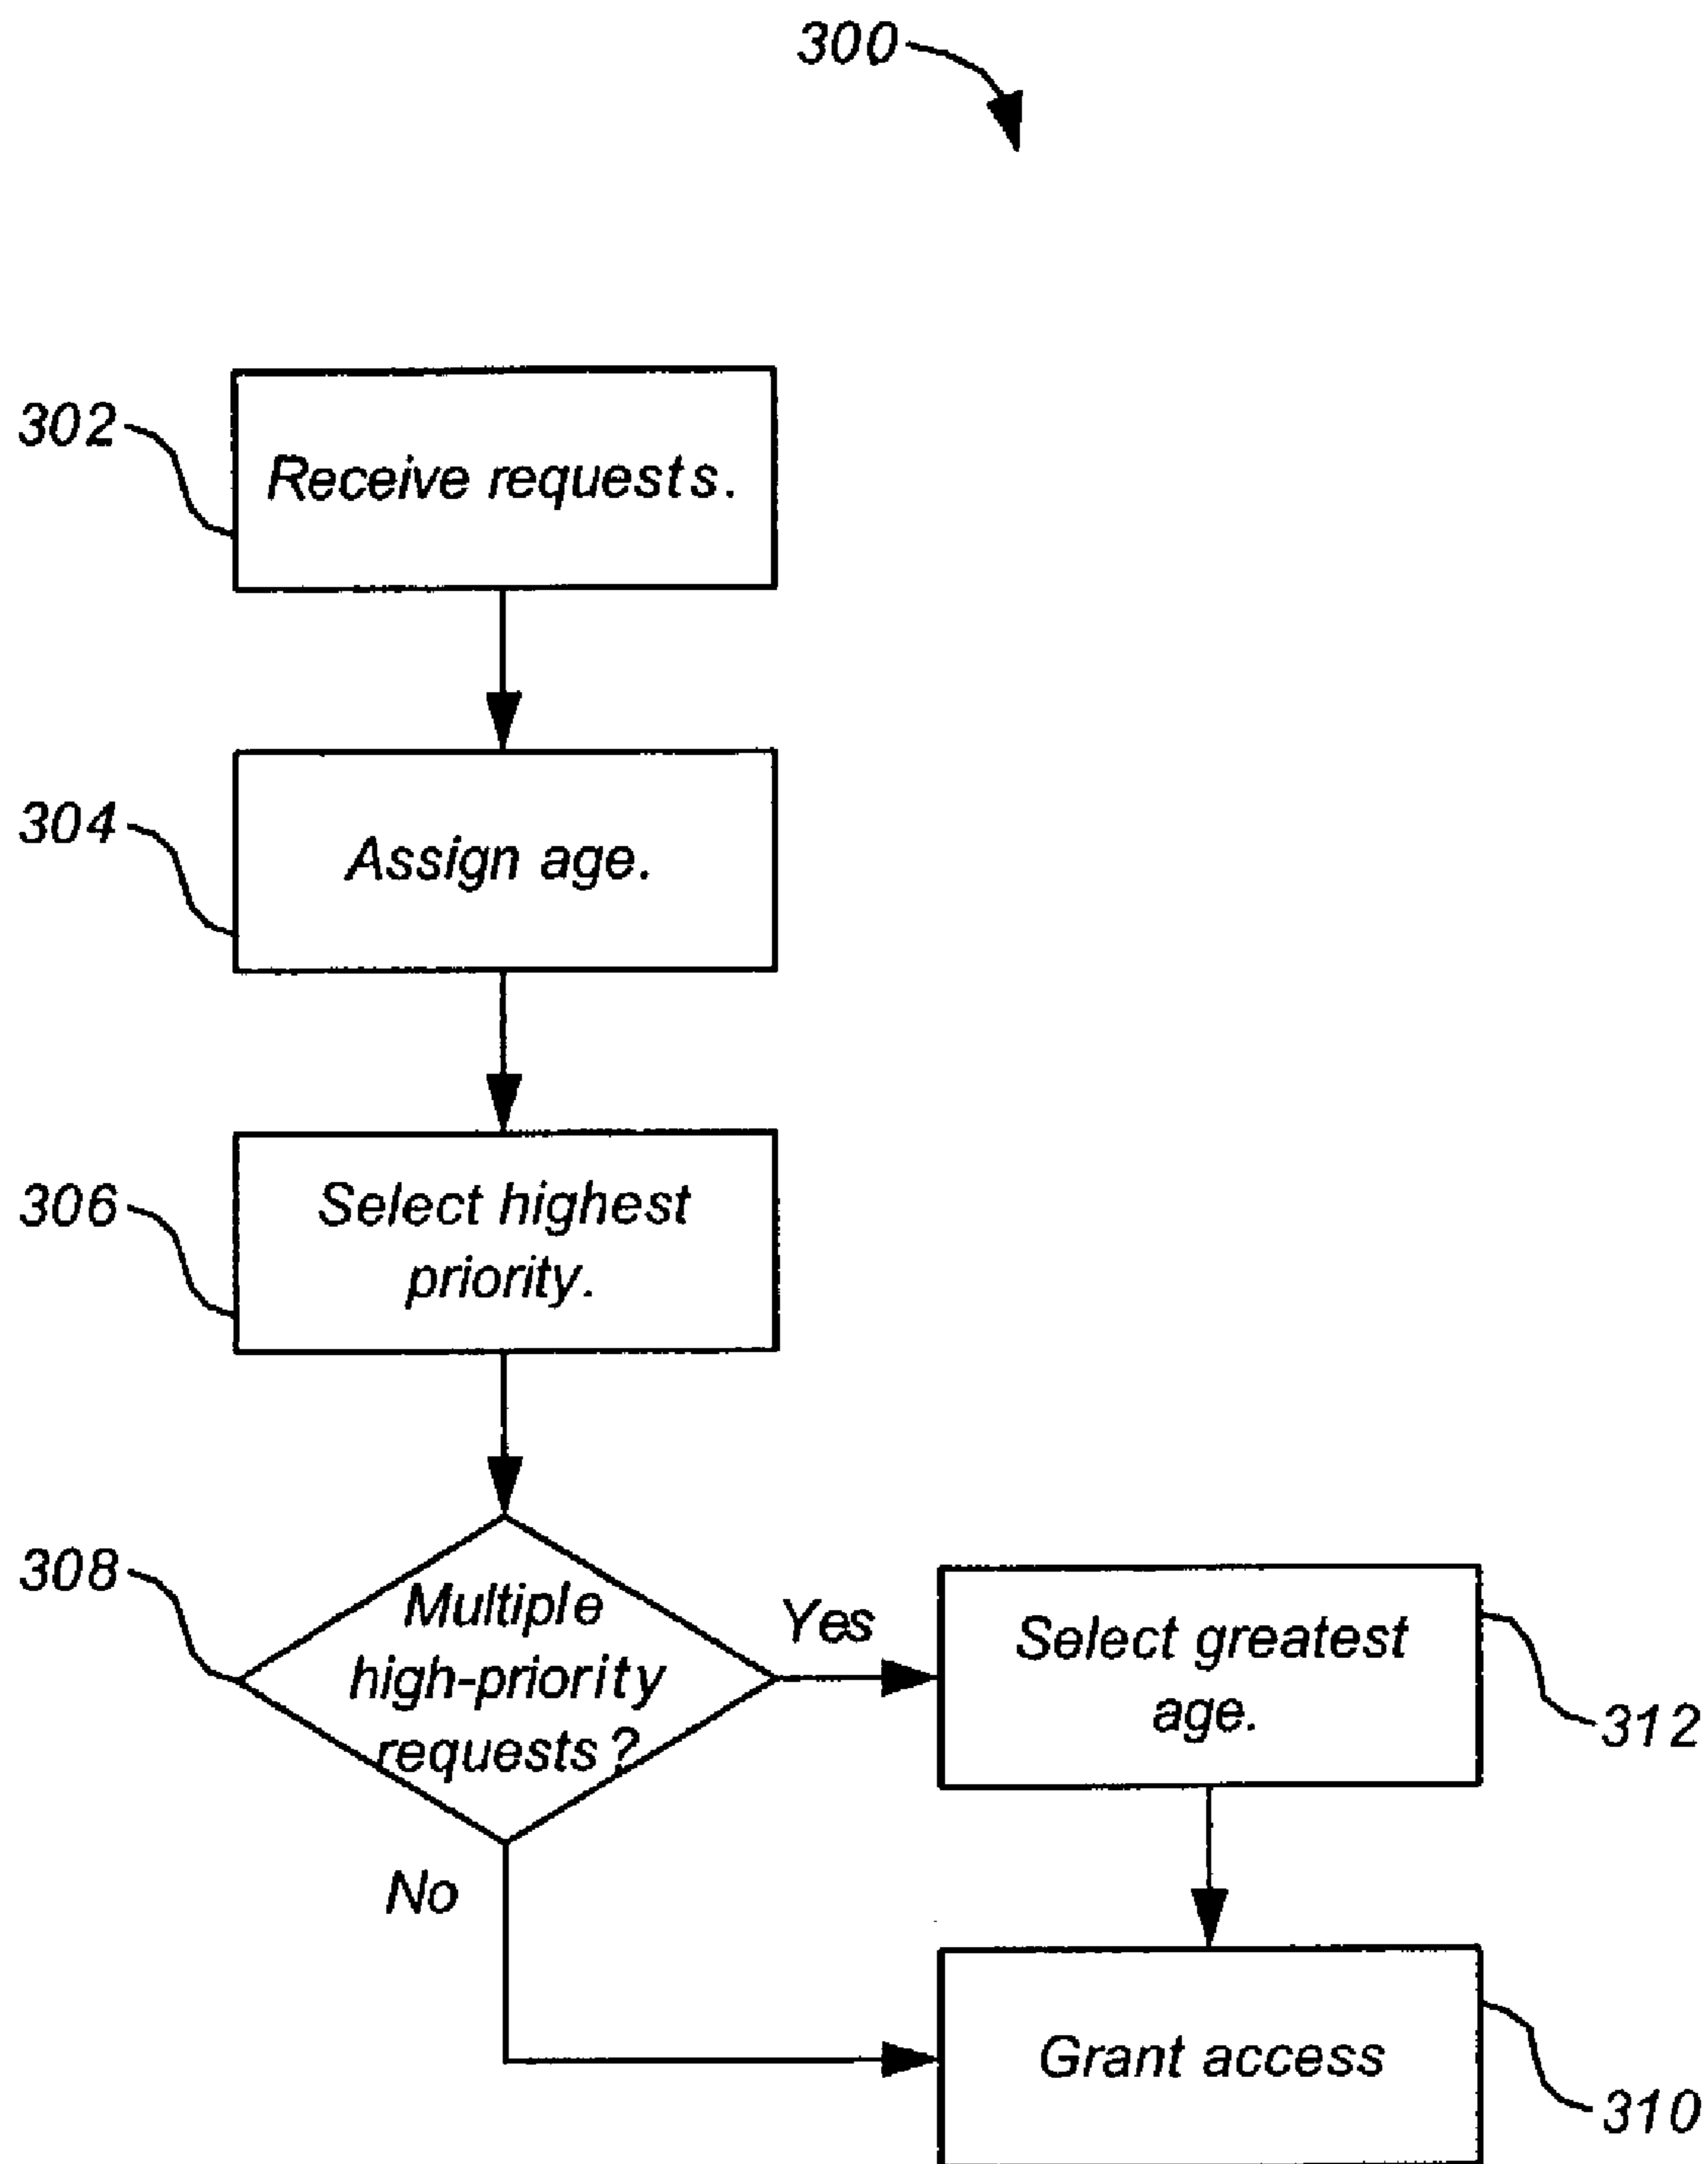 300
302
Receive requests.
304
Assign age.
306
Select highest
priority.
308
Multiple
high-priority
requests?
Yes
No
Select greatest
age.
312
Grant access
310